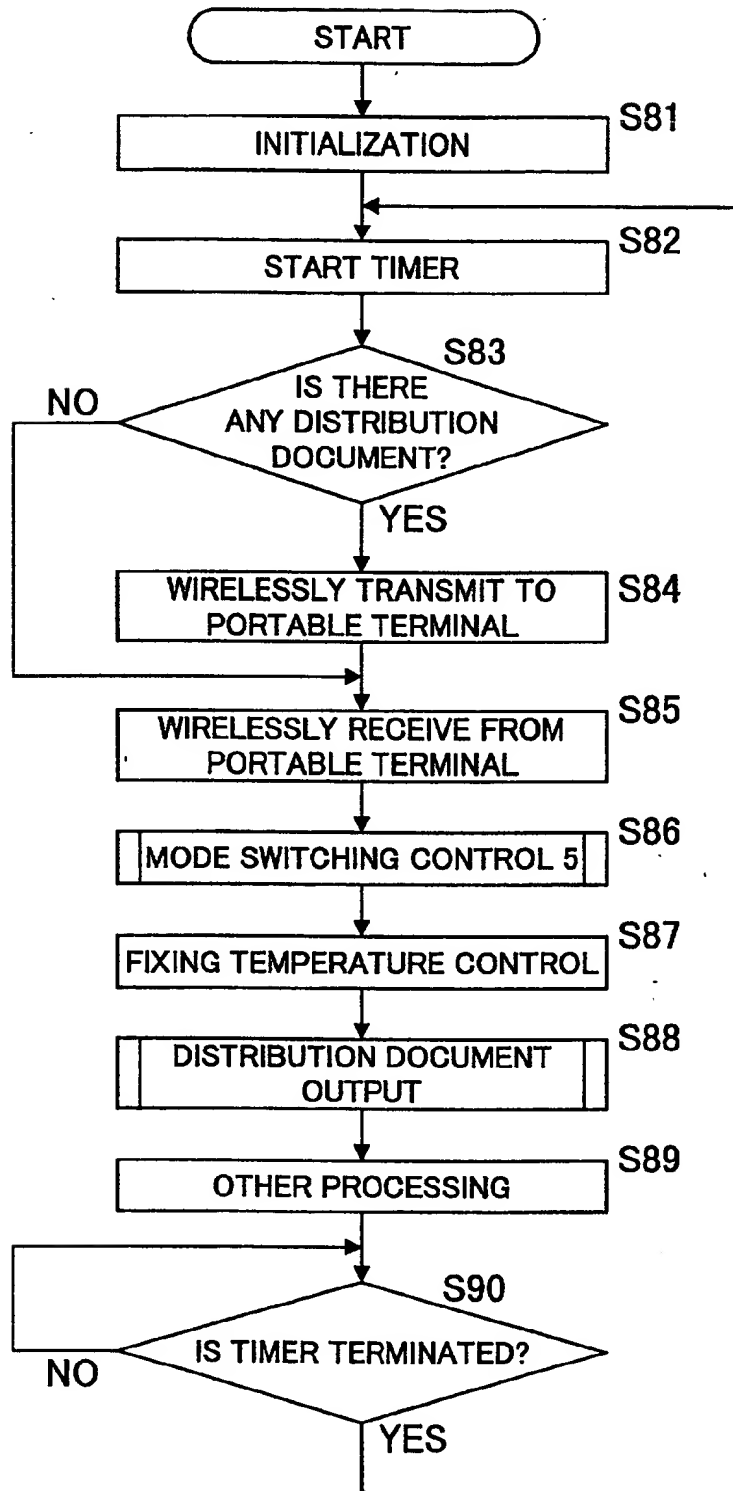 START
S81
INITIALIZATION
S82
START TIMER
S83
IS THERE
ANY DISTRIBUTION
DOCUMENT?
NO
YES
S84
WIRELESSLY TRANSMIT TO
PORTABLE TERMINAL
S85
WIRELESSLY RECEIVE FROM
PORTABLE TERMINAL
S86
MODE SWITCHING CONTROL 5
S87
FIXING TEMPERATURE CONTROL
S88
DISTRIBUTION DOCUMENT
OUTPUT
S89
OTHER PROCESSING
S90
IS TIMER TERMINATED?
NO
YES